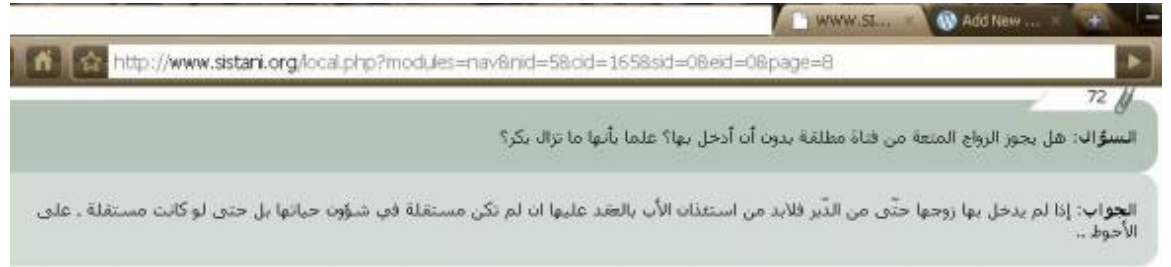 WWW.SI...
Add New ...
http://www.sistani.org/local.php?modules=nav&nid=5&cid=165&sid=0&eid=0&page=8
72
السؤال: هل يجوز الزواج المتعة من فتاة مطلقة بدون أن أدخل بها؟ علما بأنها ما تزال بكر؟
الجواب: إذا لم يدخل بها زوجها حتّى من الدّبر فلابد من استئذان الأب بالعقد عليها ان لم تكن مستقلة في شؤون حياتها بل حتى لو كانت مستقلة . على
الأحوط ..